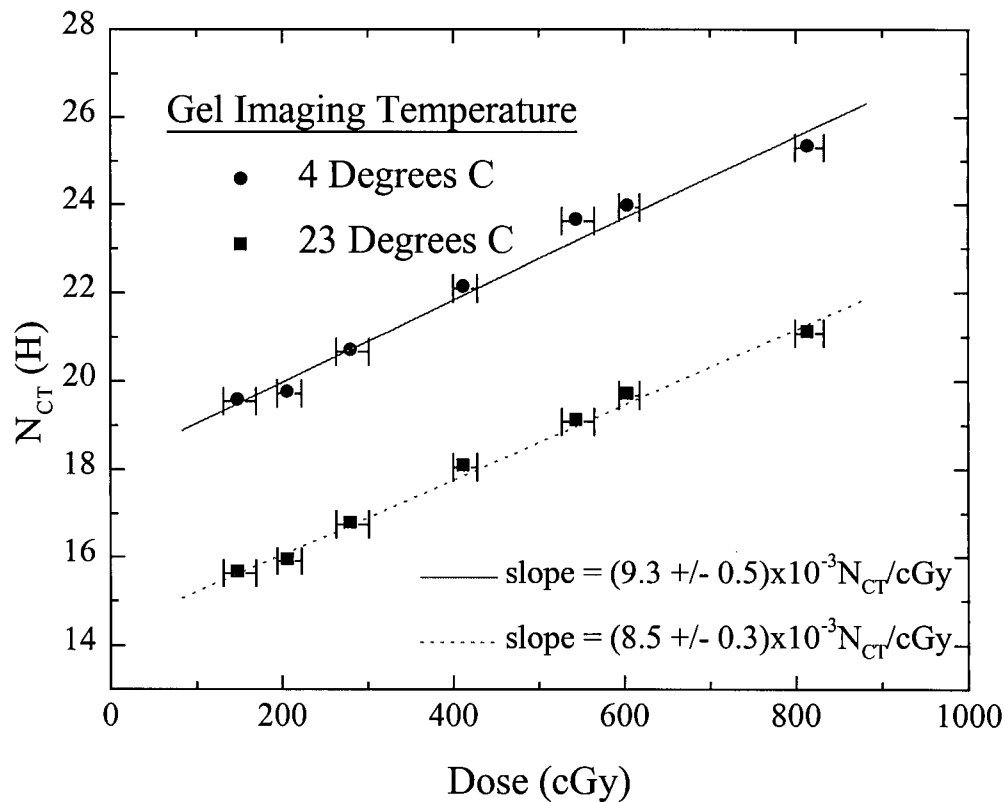 28
26
24
22
20
18
16
14
N_CT (H)
Gel Imaging Temperature
4 Degrees C
23 Degrees C
slope = (9.3 +/- 0.5)x10⁻³N_CT/cGy
slope = (8.5 +/- 0.3)x10⁻³N_CT/cGy
0 200 400 600 800 1000
Dose (cGy)